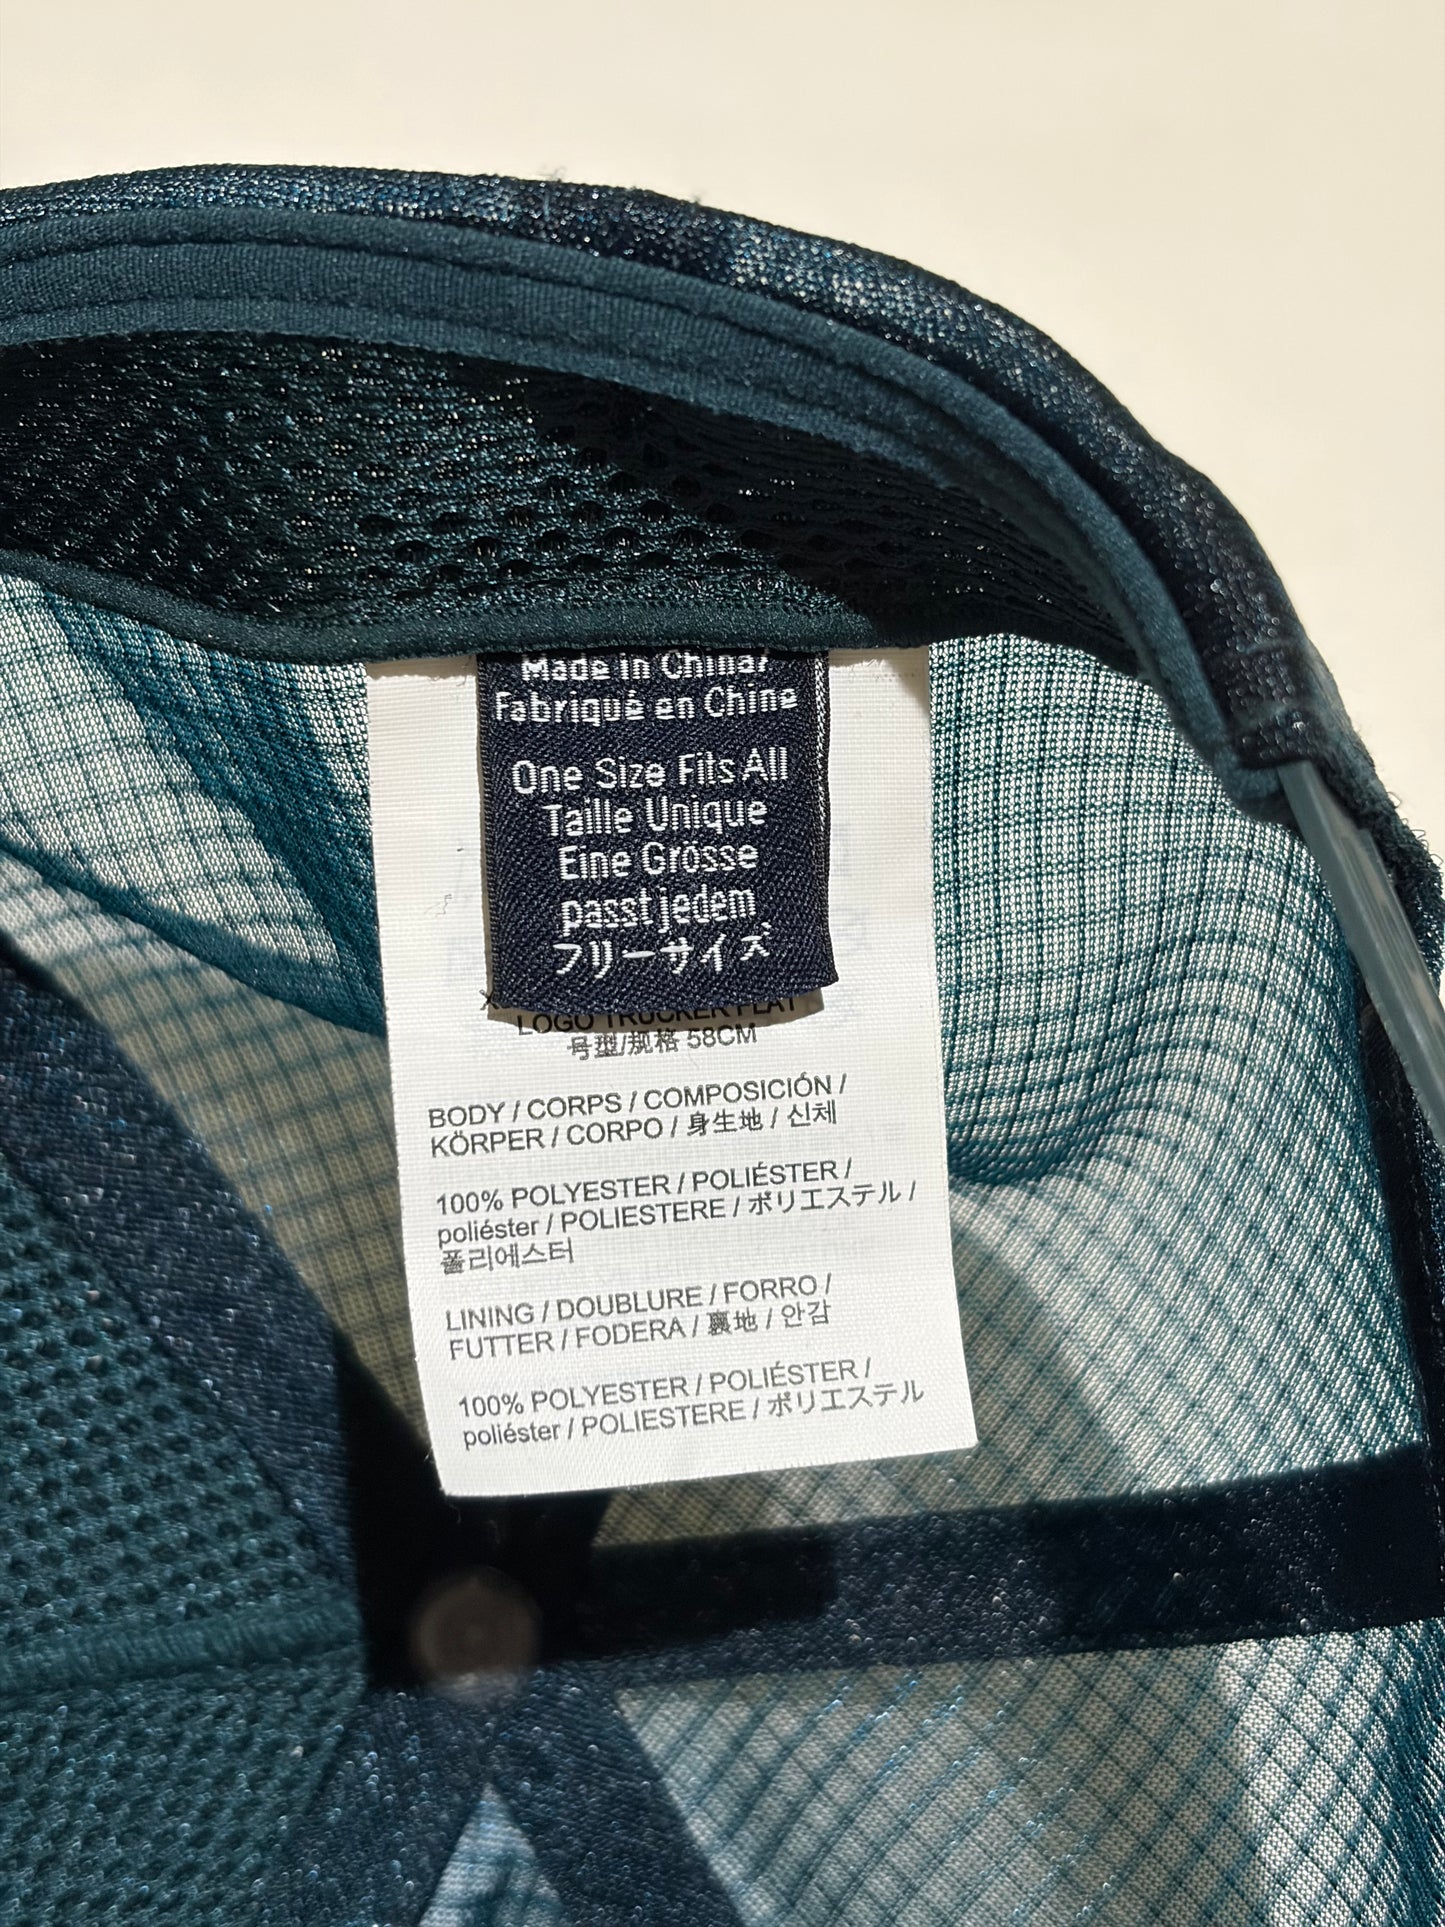 Made in China/
Fabriqué en Chine
One Size Fits All
Taille Unique
Eine Grösse
passt jedem
フリーサイズ
LOGO TRUCKER FLAT
号型/规格 58CM
BODY / CORPS / COMPOSICIÓN /
KÖRPER / CORPO / 身生地 / 신체
100% POLYESTER / POLIÉSTER /
poliéster / POLIESTERE / ポリエステル /
폴리에스터
LINING / DOUBLURE / FORRO /
FUTTER / FODERA / 裏地 / 안감
100% POLYESTER / POLIÉSTER /
poliéster / POLIESTERE / ポリエステル